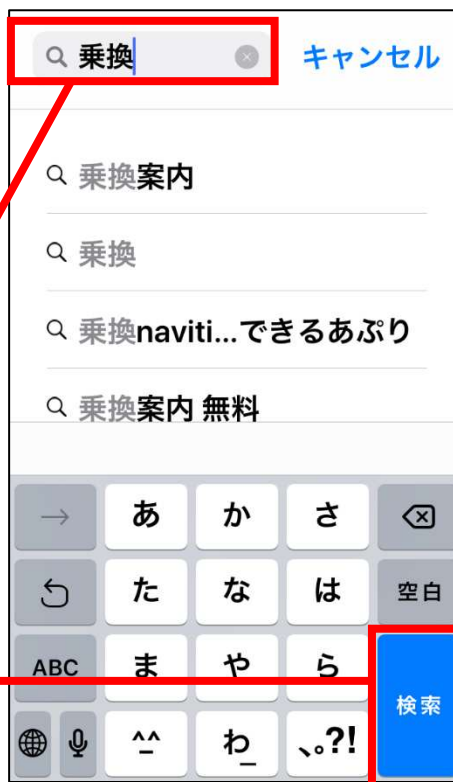 乗換 キャンセル
乗換案内
乗換
乗換naviti...できるあぷり
乗換案内 無料
→ あ か さ
た な は 空白
ABC ま や ら 検索
^_^ わ_ 、。?!